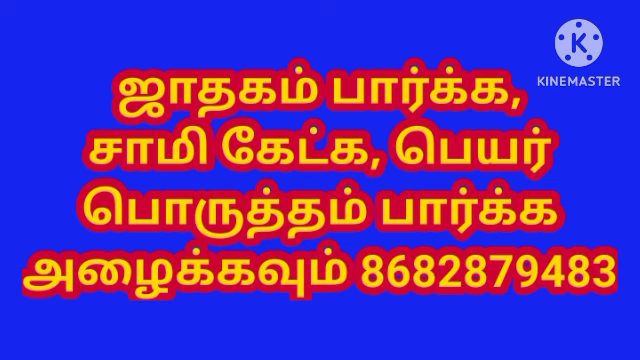 KINEMASTER
ஜாதகம் பார்க்க,
சாமி கேட்க, பெயர்
பொருத்தம் பார்க்க
அழைக்கவும் 8682879483